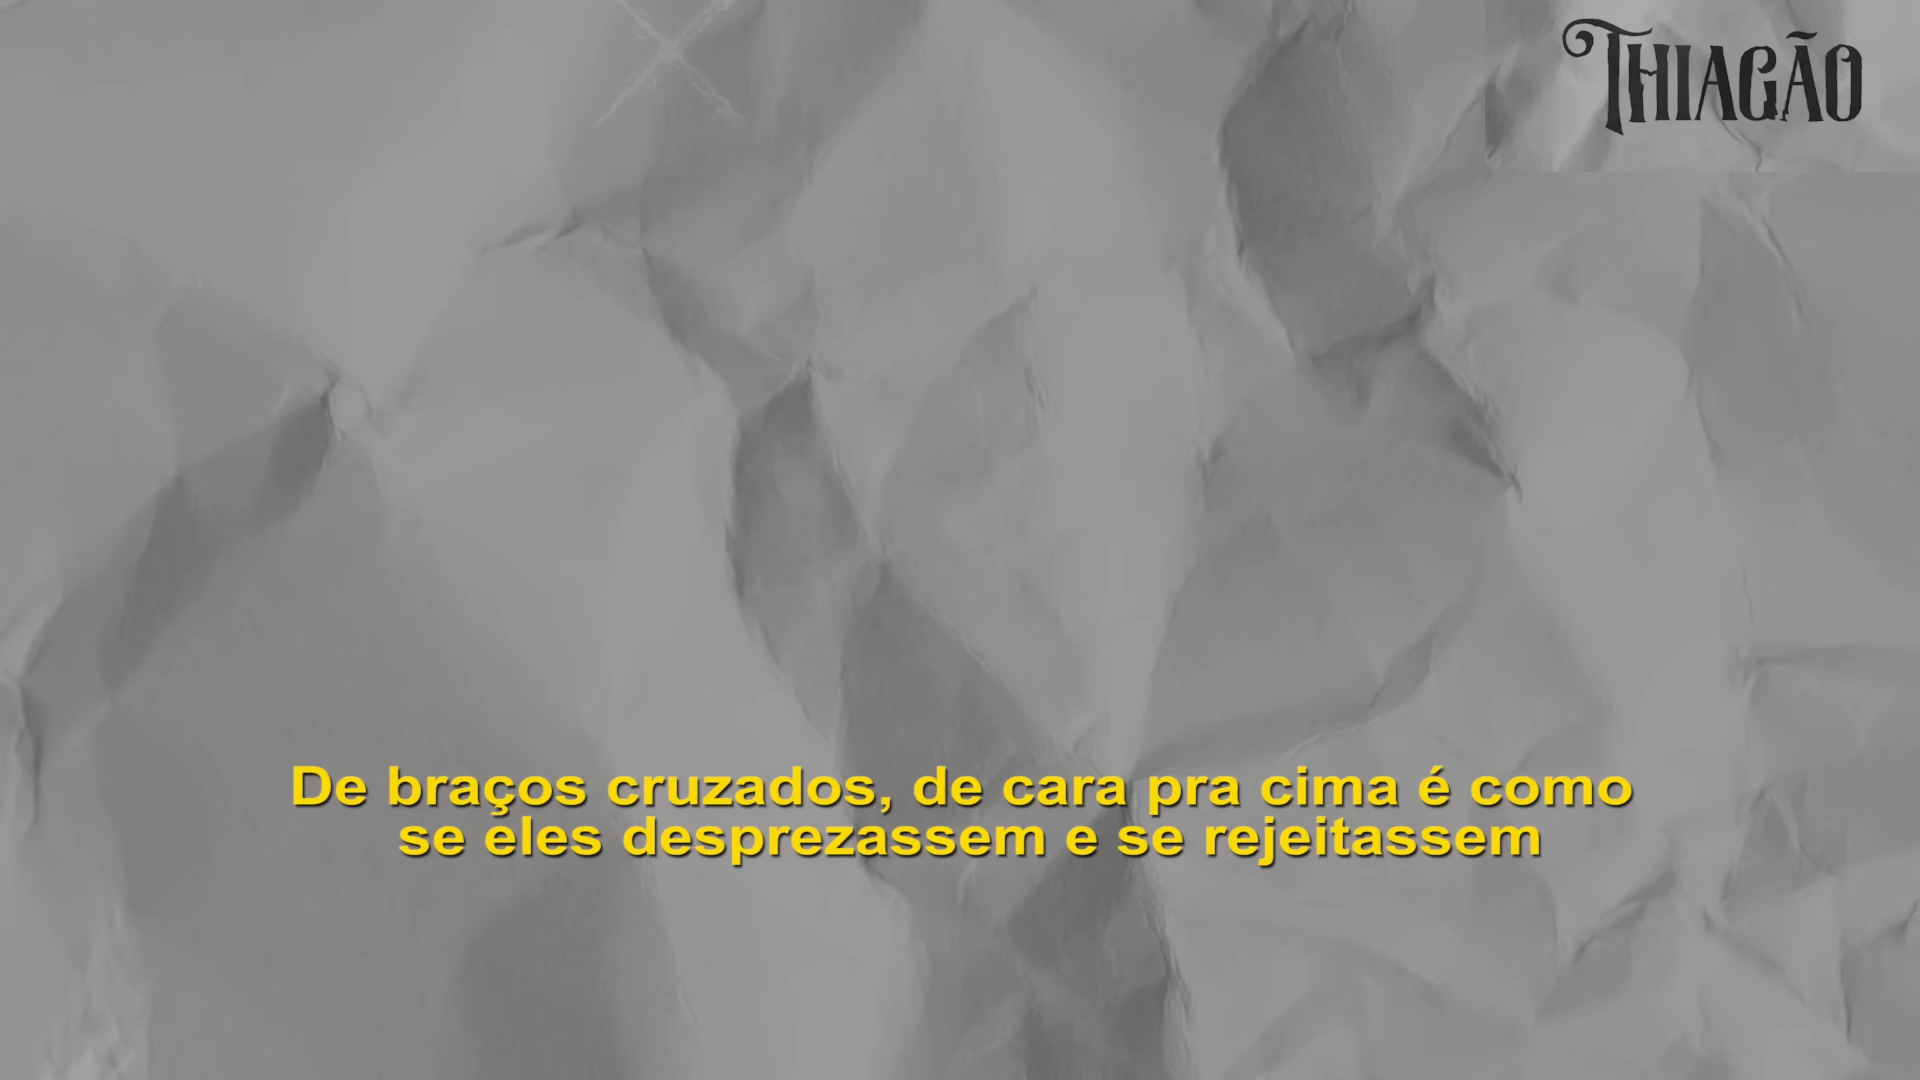 THIAGÃO
De braços cruzados, de cara pra cima é como
se eles desprezassem e se rejeitassem